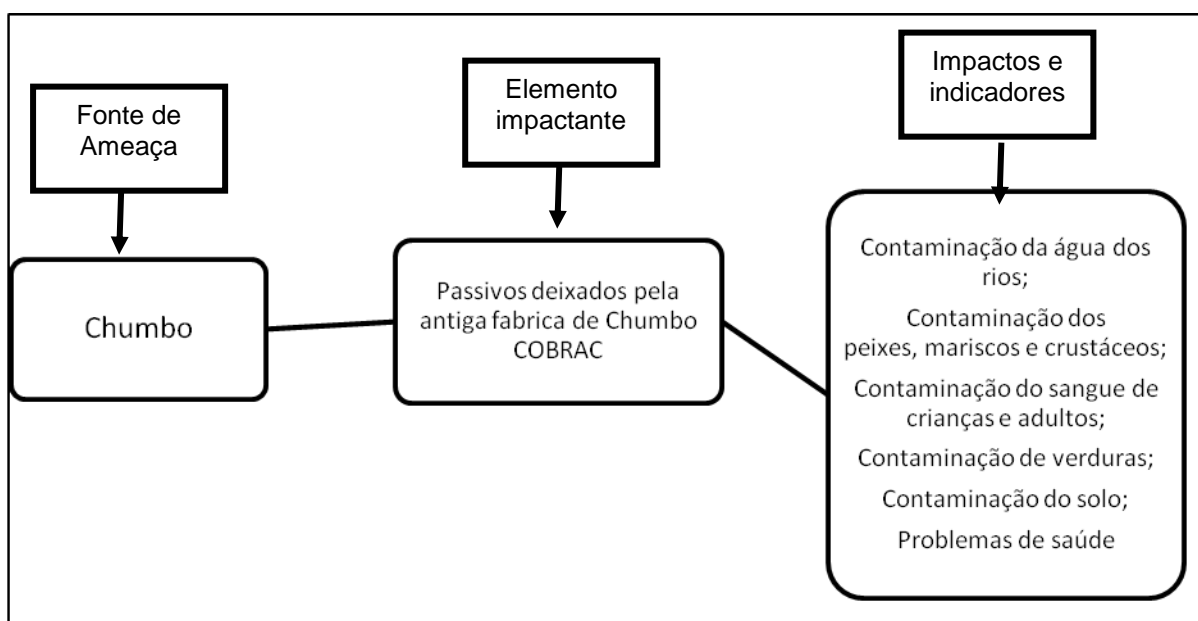 Fonte de
Ameaça
Elemento
impactante
Impactos e
indicadores
Chumbo
Passivos deixados pela
antiga fabrica de Chumbo
COBRAC
Contaminação da água dos
rios;
Contaminação dos
peixes, mariscos e crustáceos;
Contaminação do sangue de
crianças e adultos;
Contaminação de verduras;
Contaminação do solo;
Problemas de saúde